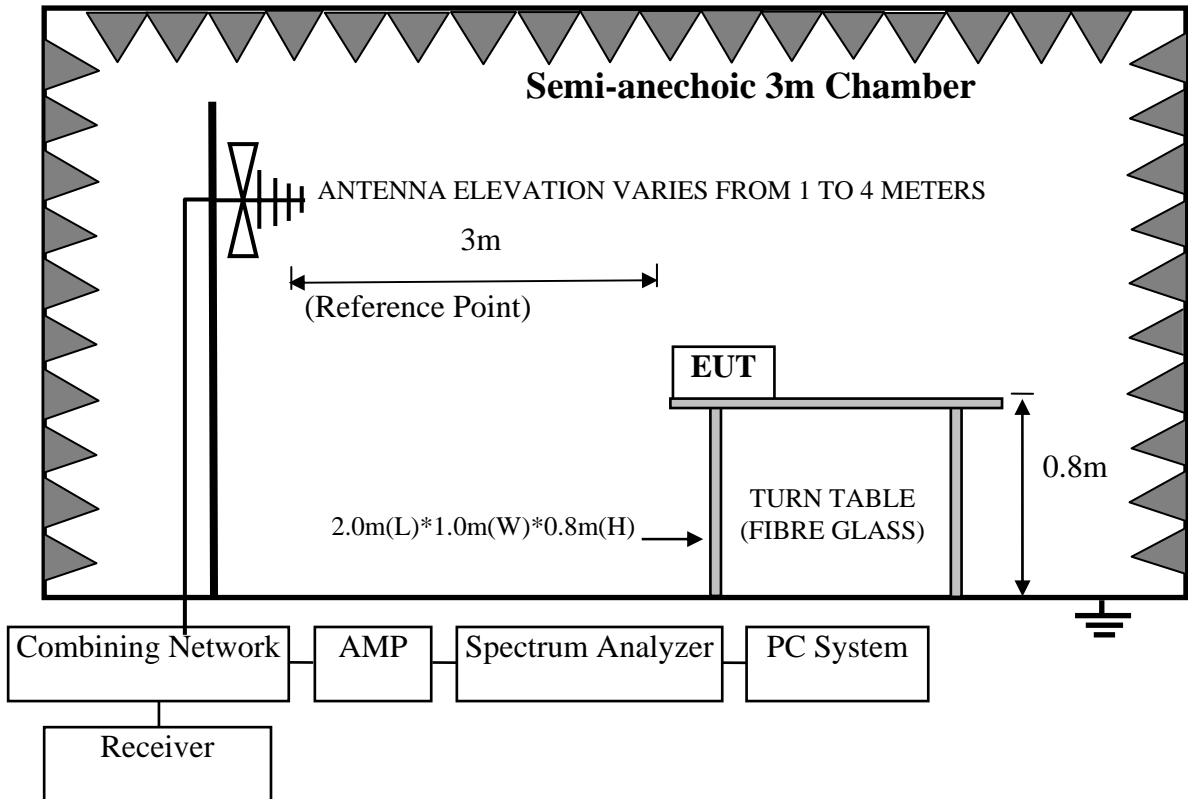 Semi-anechoic 3m Chamber
ANTENNA ELEVATION VARIES FROM 1 TO 4 METERS
3m
(Reference Point)
EUT
0.8m
TURN TABLE
(FIBRE GLASS)
2.0m(L)*1.0m(W)*0.8m(H)
Combining Network
AMP
Spectrum Analyzer
PC System
Receiver